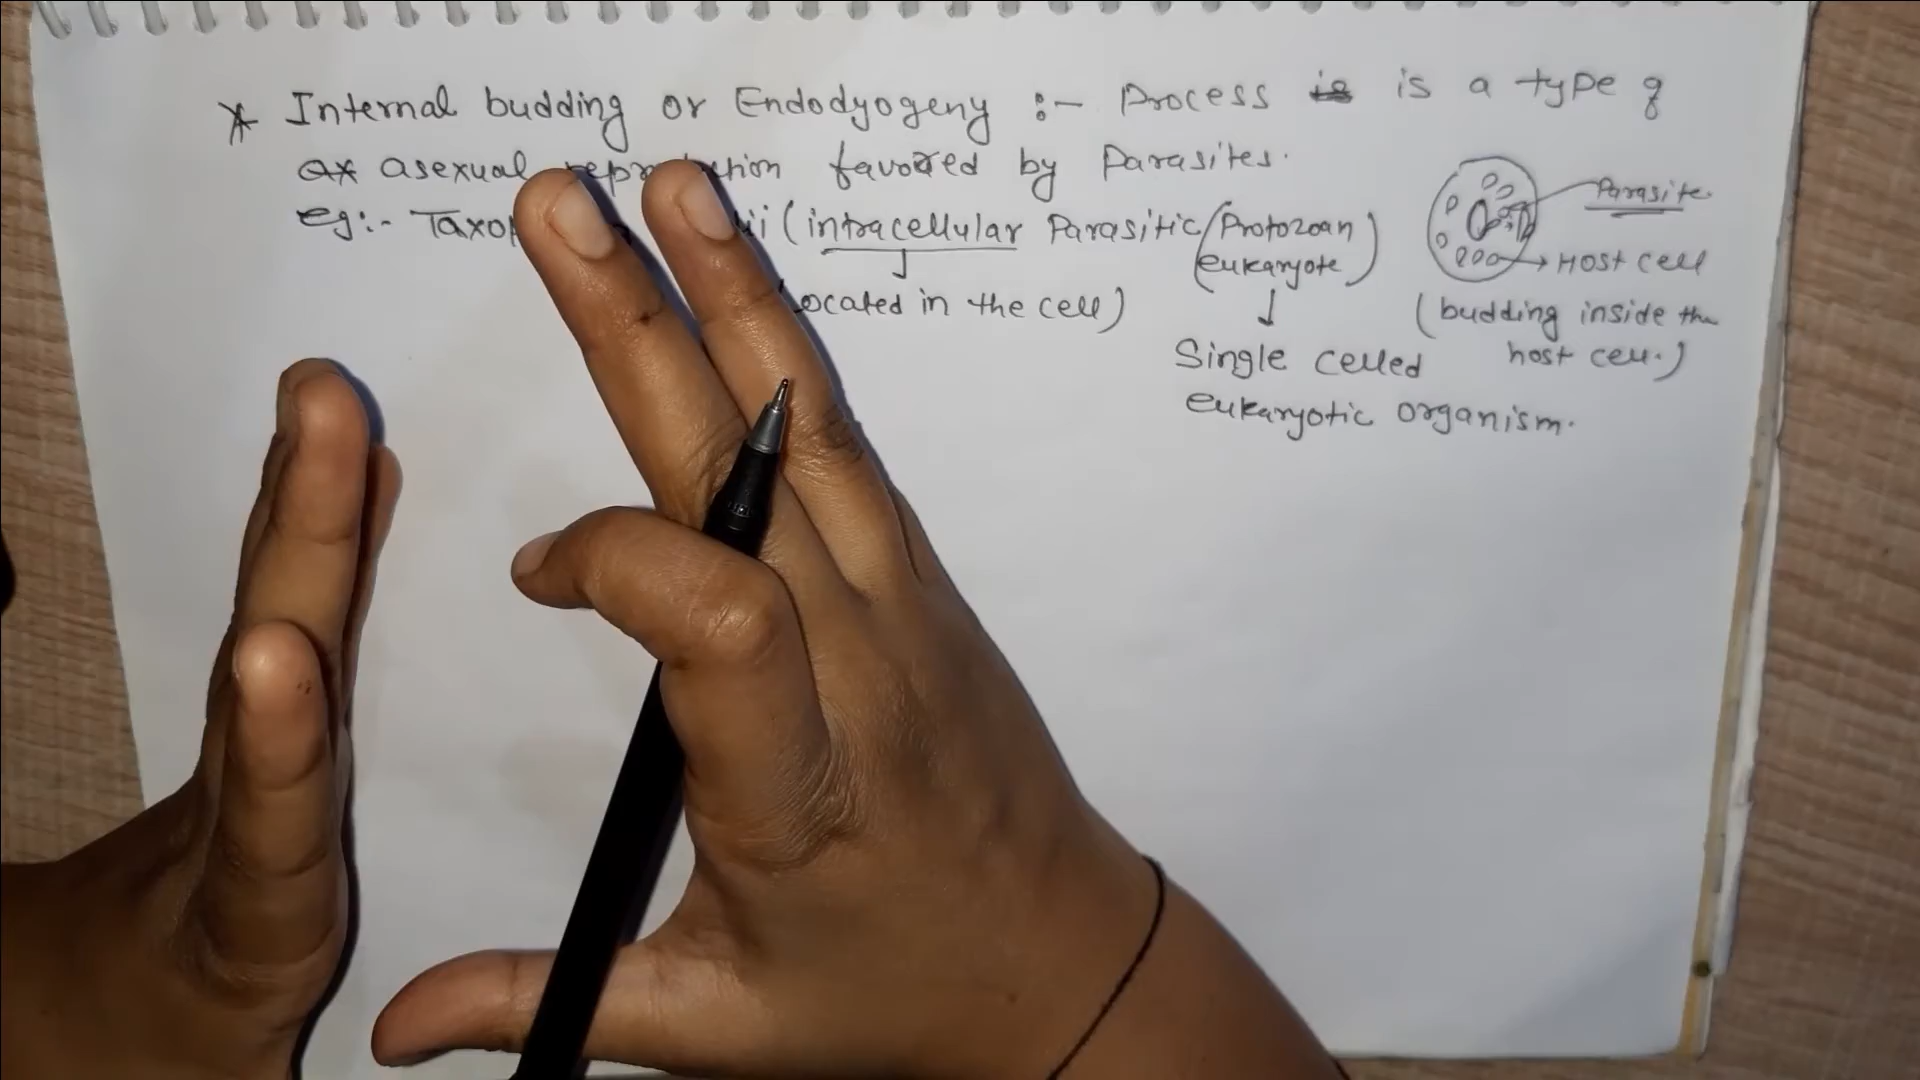 * Internal budding or Endodyogeny :- Process is is a type of
ax asexual favored by Parasites.
eg:- (intracellular Parasitic/Protozoan)
(eukaryote)
↓ Located in the cell)
↓ Single celled
eukaryotic organism.
Parasite.
→ HOST cell
(budding inside the
host cell.)